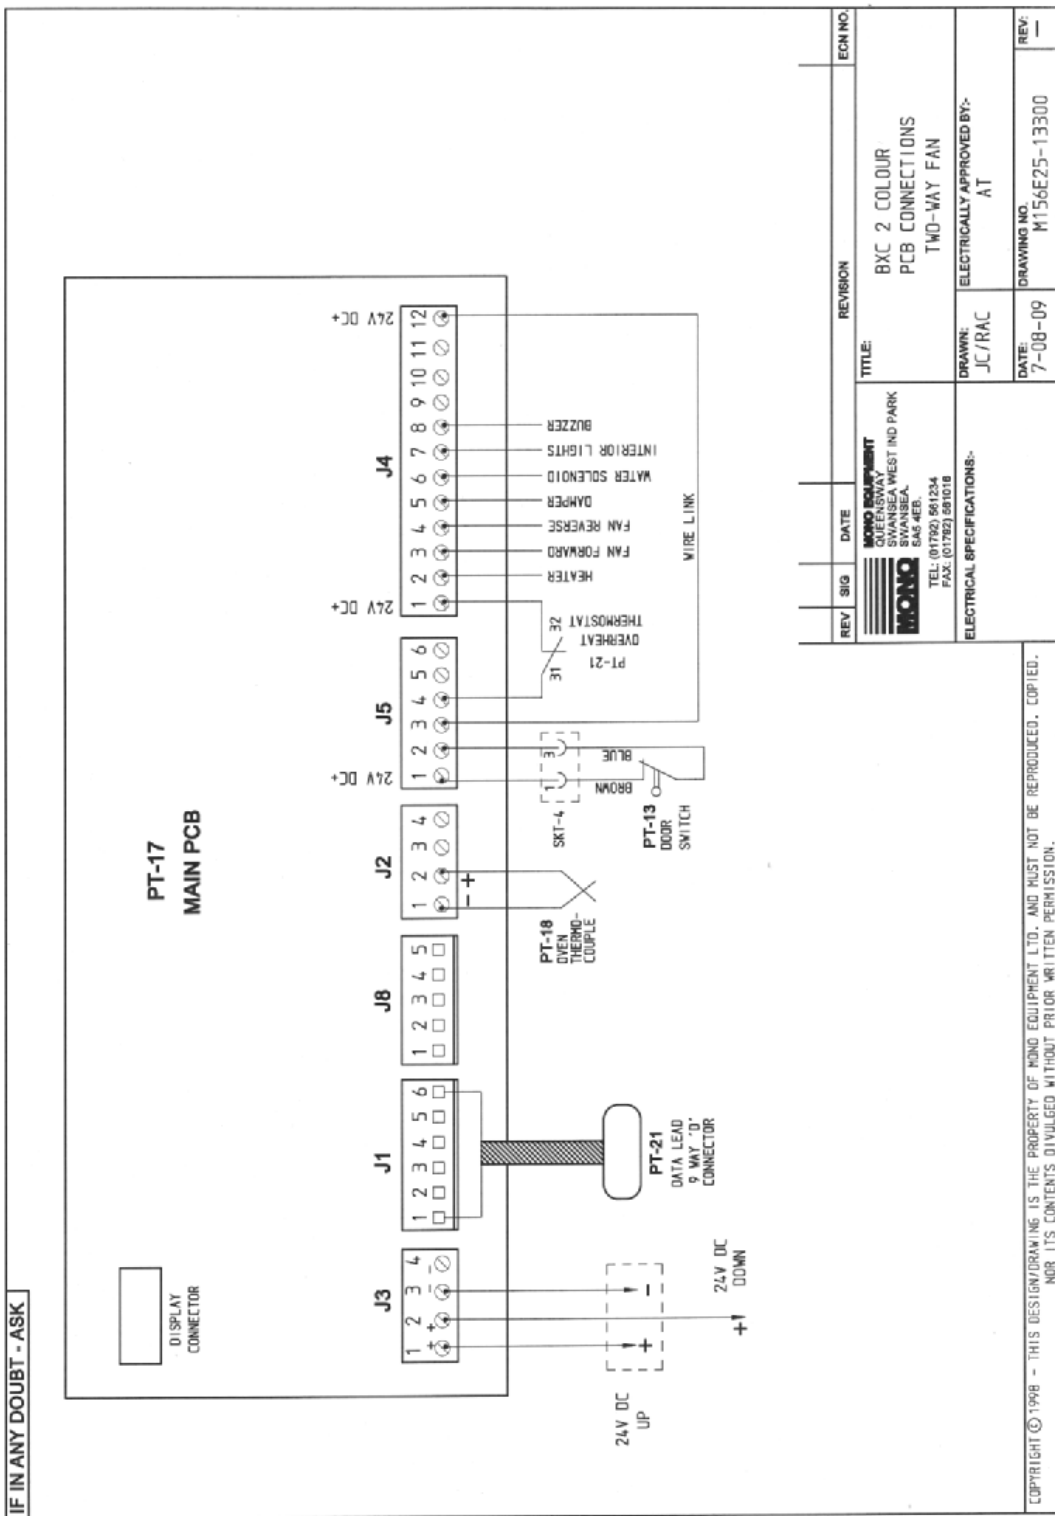 IF IN ANY DOUBT - ASK
DISPLAY
CONNECTOR
PT-17
MAIN PCB
J3
1 2 3 4
+ + - -
J1
1 2 3 4 5 6
J8
1 2 3 4 5
J2
1 2 3 4
- +
J5
24V DC+
1 2 3 4 5 6
J4
24V DC+
24V DC+
1 2 3 4 5 6 7 8 9 10 11 12
24V DC
UP
+ -
24V DC
DOWN
+
PT-21
DATA LEAD
9 WAY 'D'
CONNECTOR
PT-18
OVEN
THERMO-
COUPLE
SKT-4
1 3
BROWN
BLUE
PT-13
DOOR
SWITCH
31 32
PT-21
OVERHEAT
THERMOSTAT
HEATER
FAN FORWARD
FAN REVERSE
DAMPER
WATER SOLENOID
INTERIOR LIGHTS
BUZZER
WIRE LINK
REV SIG DATE REVISION ECN NO.
MONO
MONO EQUIPMENT
QUEENSWAY
SWANSEA WEST IND PARK
SWANSEA.
SA5 4EB.
TEL: (01792) 561234
FAX: (01792) 561016
TITLE:
BXC 2 COLOUR
PCB CONNECTIONS
TWO-WAY FAN
ELECTRICAL SPECIFICATIONS:-
DRAWN:
JC/RAC
ELECTRICALLY APPROVED BY:-
AT
DATE:
7-08-09
DRAWING NO.
M156E25-13300
REV:
—
COPYRIGHT © 1998 - THIS DESIGN/DRAWING IS THE PROPERTY OF MONO EQUIPMENT LTD. AND MUST NOT BE REPRODUCED. COPIED.
NOR ITS CONTENTS DIVULGED WITHOUT PRIOR WRITTEN PERMISSION.